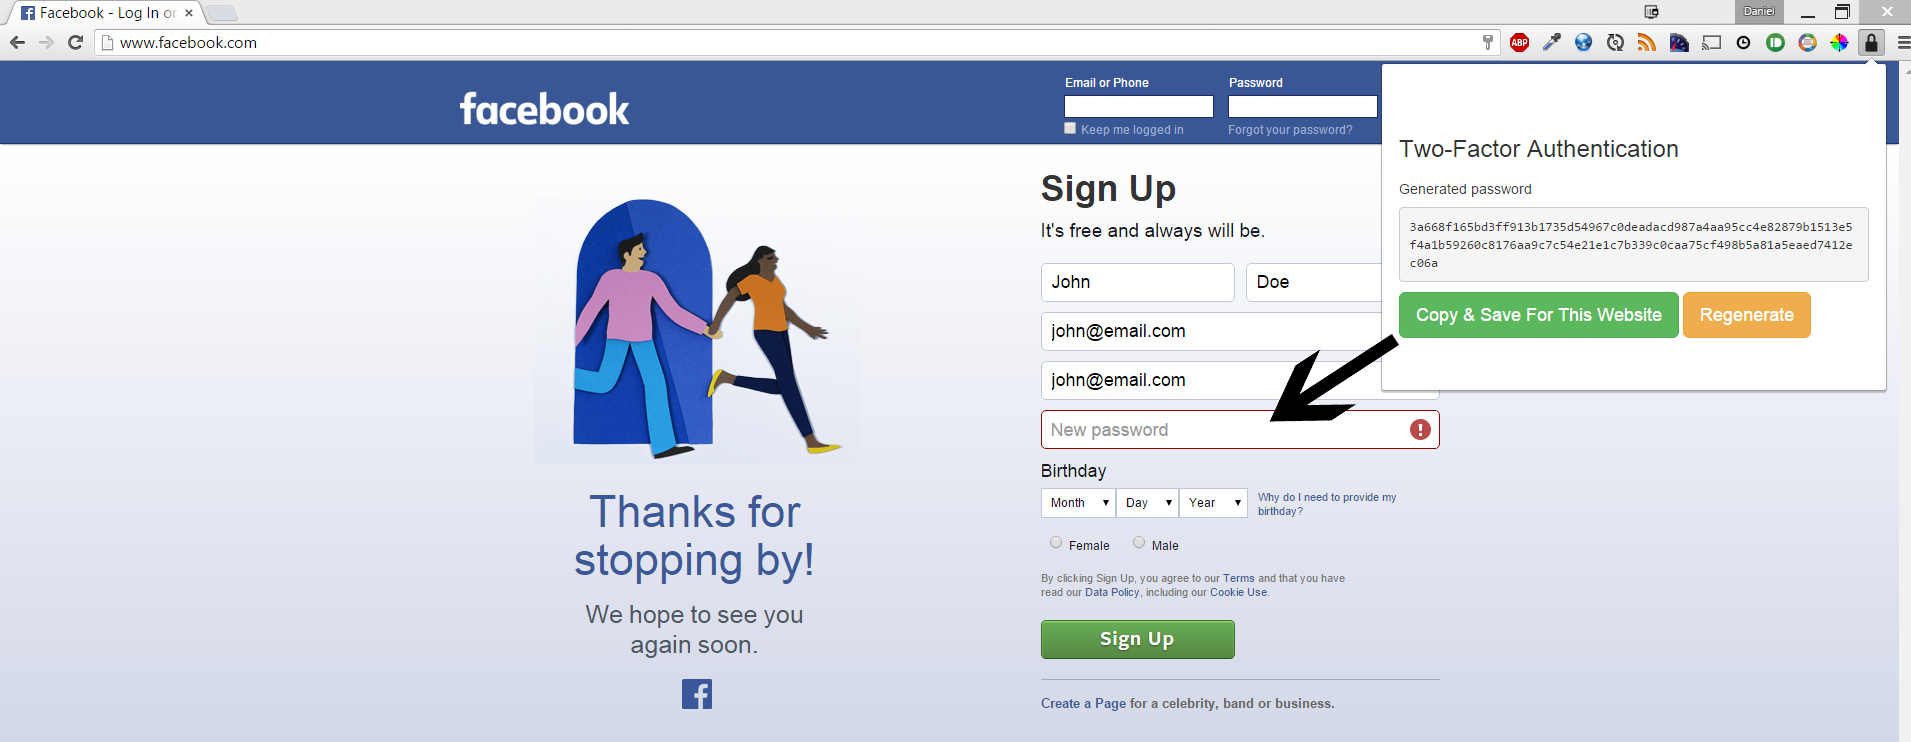 Facebook - Log In or
Daniel
www.facebook.com
ABP
facebook
Email or Phone
Password
Keep me logged in
Forgot your password?
Two-Factor Authentication
Generated password
3a668f165bd3ff913b1735d54967c0deadacd987a4aa95cc4e82879b1513e5
f4a1b59260c8176aa9c7c54e21e1c7b339c0caa75cf498b5a81a5eaed7412e
c06a
Copy & Save For This Website
Regenerate
Sign Up
It's free and always will be.
John
Doe
john@email.com
john@email.com
New password
Birthday
Month
Day
Year
Why do I need to provide my
birthday?
Female
Male
By clicking Sign Up, you agree to our Terms and that you have
read our Data Policy, including our Cookie Use.
Sign Up
Create a Page for a celebrity, band or business.
Thanks for
stopping by!
We hope to see you
again soon.